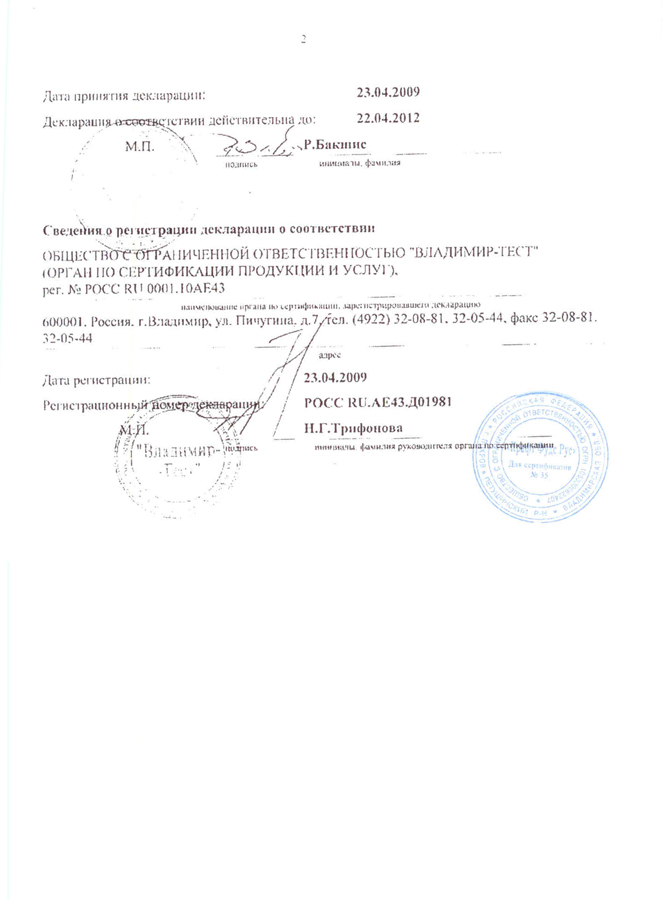 2
Дата принятия декларации: 23.04.2009
Декларация о соответствии действительна до: 22.04.2012
М.П. Р.Бакшис
подпись инициалы, фамилия
Сведения о регистрации декларации о соответствии
ОБЩЕСТВО С ОГРАНИЧЕННОЙ ОТВЕТСТВЕННОСТЬЮ "ВЛАДИМИР-ТЕСТ"
(ОРГАН ПО СЕРТИФИКАЦИИ ПРОДУКЦИИ И УСЛУГ),
рег. № РОСС RU.0001.10АЕ43
наименование органа по сертификации, зарегистрировавшего декларацию
600001, Россия, г.Владимир, ул. Пичугина, д.7, тел. (4922) 32-08-81, 32-05-44, факс 32-08-81,
32-05-44
адрес
Дата регистрации: 23.04.2009
Регистрационный номер декларации: РОСС RU.АЕ43.Д01981
М.П. Н.Г.Трифонова
подпись инициалы, фамилия руководителя органа по сертификации
"Владимир-
Тест"
Для сертификатов
№ 35
РОССИЙСКАЯ ФЕДЕРАЦИЯ